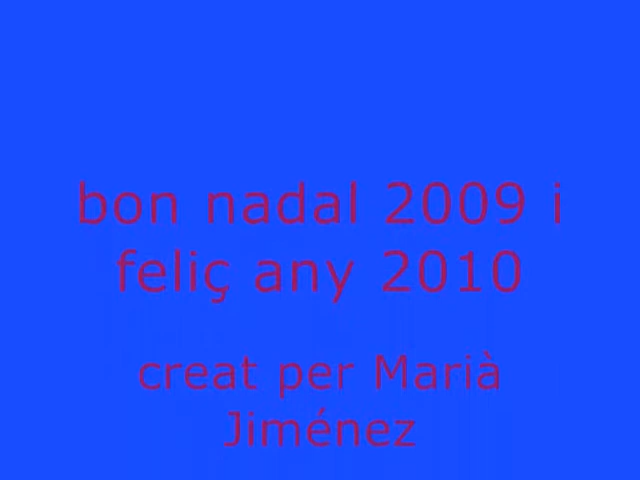 bon nadal 2009 i
feliç any 2010
creat per Marià
Jiménez